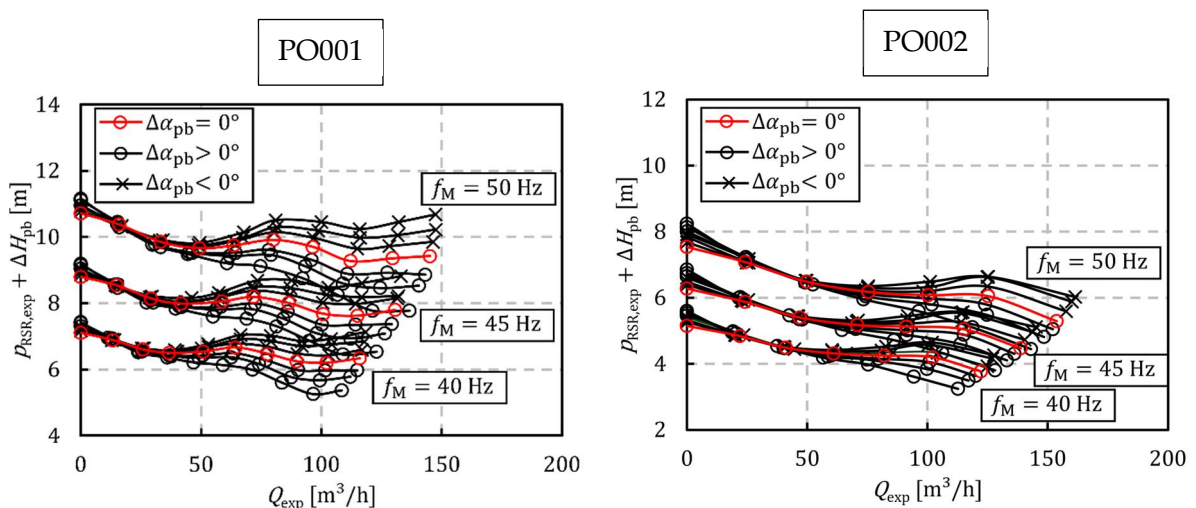 PO001
14
12
10
8
6
4
0
50
100
150
200
p_RSR,exp + ΔH_pb [m]
Q_exp [m³/h]
Δα_pb = 0°
Δα_pb > 0°
Δα_pb < 0°
f_M = 50 Hz
f_M = 45 Hz
f_M = 40 Hz
PO002
12
10
8
6
4
2
0
50
100
150
200
p_RSR,exp + ΔH_pb [m]
Q_exp [m³/h]
Δα_pb = 0°
Δα_pb > 0°
Δα_pb < 0°
f_M = 50 Hz
f_M = 45 Hz
f_M = 40 Hz